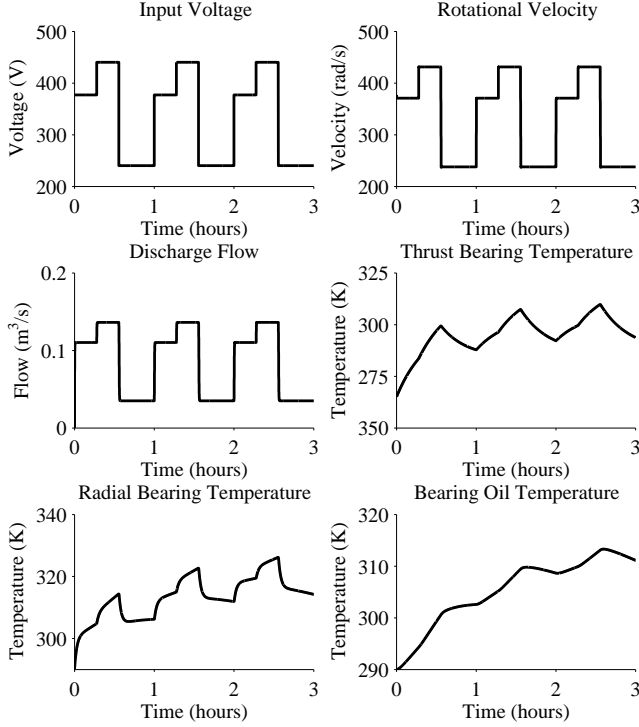 Input Voltage
Voltage (V)
500
400
300
200
0
1
2
3
Time (hours)
Rotational Velocity
Velocity (rad/s)
500
400
300
200
0
1
2
3
Time (hours)
Discharge Flow
Flow (m³/s)
0.2
0.1
0
0
1
2
3
Time (hours)
Thrust Bearing Temperature
Temperature (K)
325
300
275
350
0
1
2
3
Time (hours)
Radial Bearing Temperature
Temperature (K)
340
320
300
0
1
2
3
Time (hours)
Bearing Oil Temperature
Temperature (K)
320
310
300
290
0
1
2
3
Time (hours)